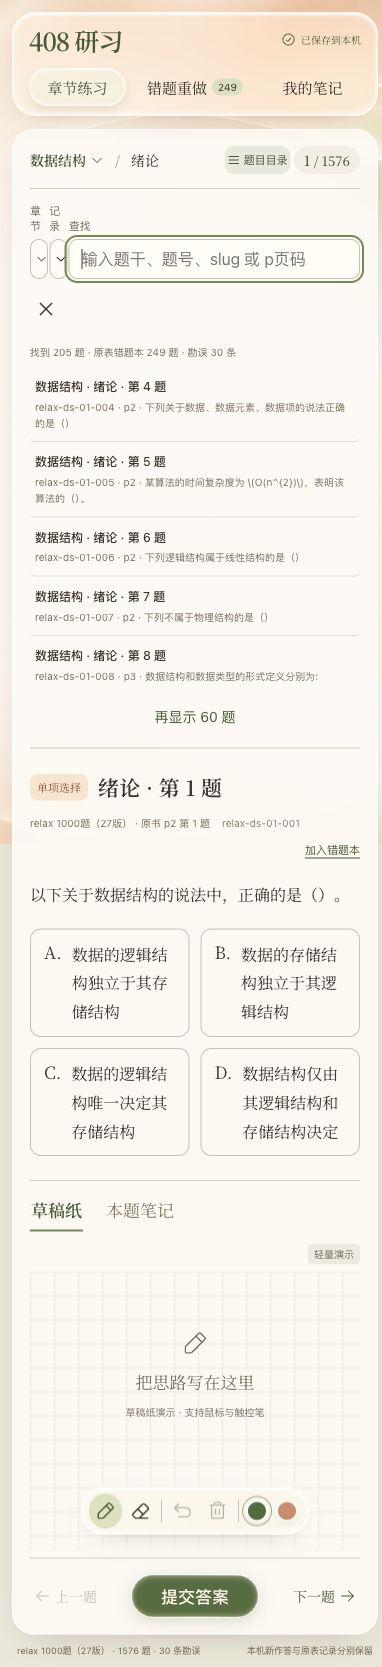 408 研习
已保存到本机
章节练习 错题重做 249 我的笔记
数据结构 / 绪论 题目目录 1 / 1576
章 记
节 录 查找
输入题干、题号、slug 或 p页码
找到 205 题 · 原表错题本 249 题 · 勘误 30 条
数据结构 · 绪论 · 第 4 题
relax-ds-01-004 · p2 · 下列关于数据、数据元素、数据项的说法正确
的是（）
数据结构 · 绪论 · 第 5 题
relax-ds-01-005 · p2 · 某算法的时间复杂度为 \(O(n^{2})\)，表明该
算法的（）。
数据结构 · 绪论 · 第 6 题
relax-ds-01-006 · p2 · 下列逻辑结构属于线性结构的是（）
数据结构 · 绪论 · 第 7 题
relax-ds-01-007 · p2 · 下列不属于物理结构的是（）
数据结构 · 绪论 · 第 8 题
relax-ds-01-008 · p3 · 数据结构和数据类型的形式定义分别为:
再显示 60 题
单项选择 绪论 · 第 1 题
relax 1000题（27版） · 原书 p2 第 1 题 relax-ds-01-001
加入错题本
以下关于数据结构的说法中，正确的是（）。
A. 数据的逻辑结
构独立于其存
储结构
B. 数据的存储结
构独立于其逻
辑结构
C. 数据的逻辑结
构唯一决定其
存储结构
D. 数据结构仅由
其逻辑结构和
存储结构决定
草稿纸 本题笔记
轻量演示
把思路写在这里
草稿纸演示 · 支持鼠标与触控笔
← 上一题 提交答案 下一题 →
relax 1000题（27版） · 1576 题 · 30 条勘误 本机新作答与原表记录分别保留